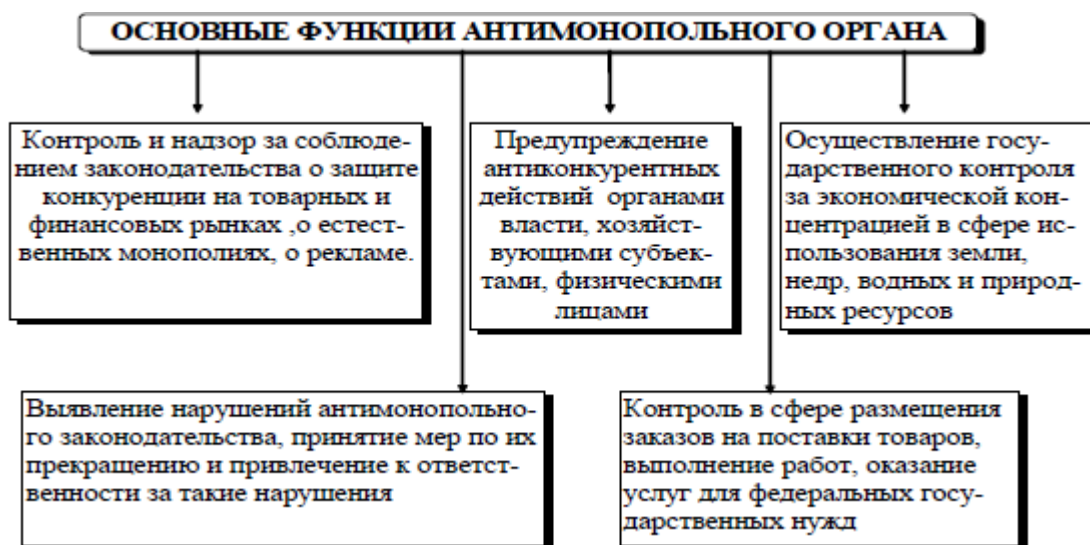 ОСНОВНЫЕ ФУНКЦИИ АНТИМОНОПОЛЬНОГО ОРГАНА
Контроль и надзор за соблюде-
нием законодательства о защите
конкуренции на товарных и
финансовых рынках ,о естест-
венных монополиях, о рекламе.
Предупреждение
антиконкурентных
действий органами
власти, хозяйст-
вующими субъек-
тами, физическими
лицами
Осуществление госу-
дарственного контроля
за экономической кон-
центрацией в сфере ис-
пользования земли,
недр, водных и природ-
ных ресурсов
Выявление нарушений антимонопольно-
го законодательства, принятие мер по их
прекращению и привлечение к ответст-
венности за такие нарушения
Контроль в сфере размещения
заказов на поставки товаров,
выполнение работ, оказание
услуг для федеральных госу-
дарственных нужд